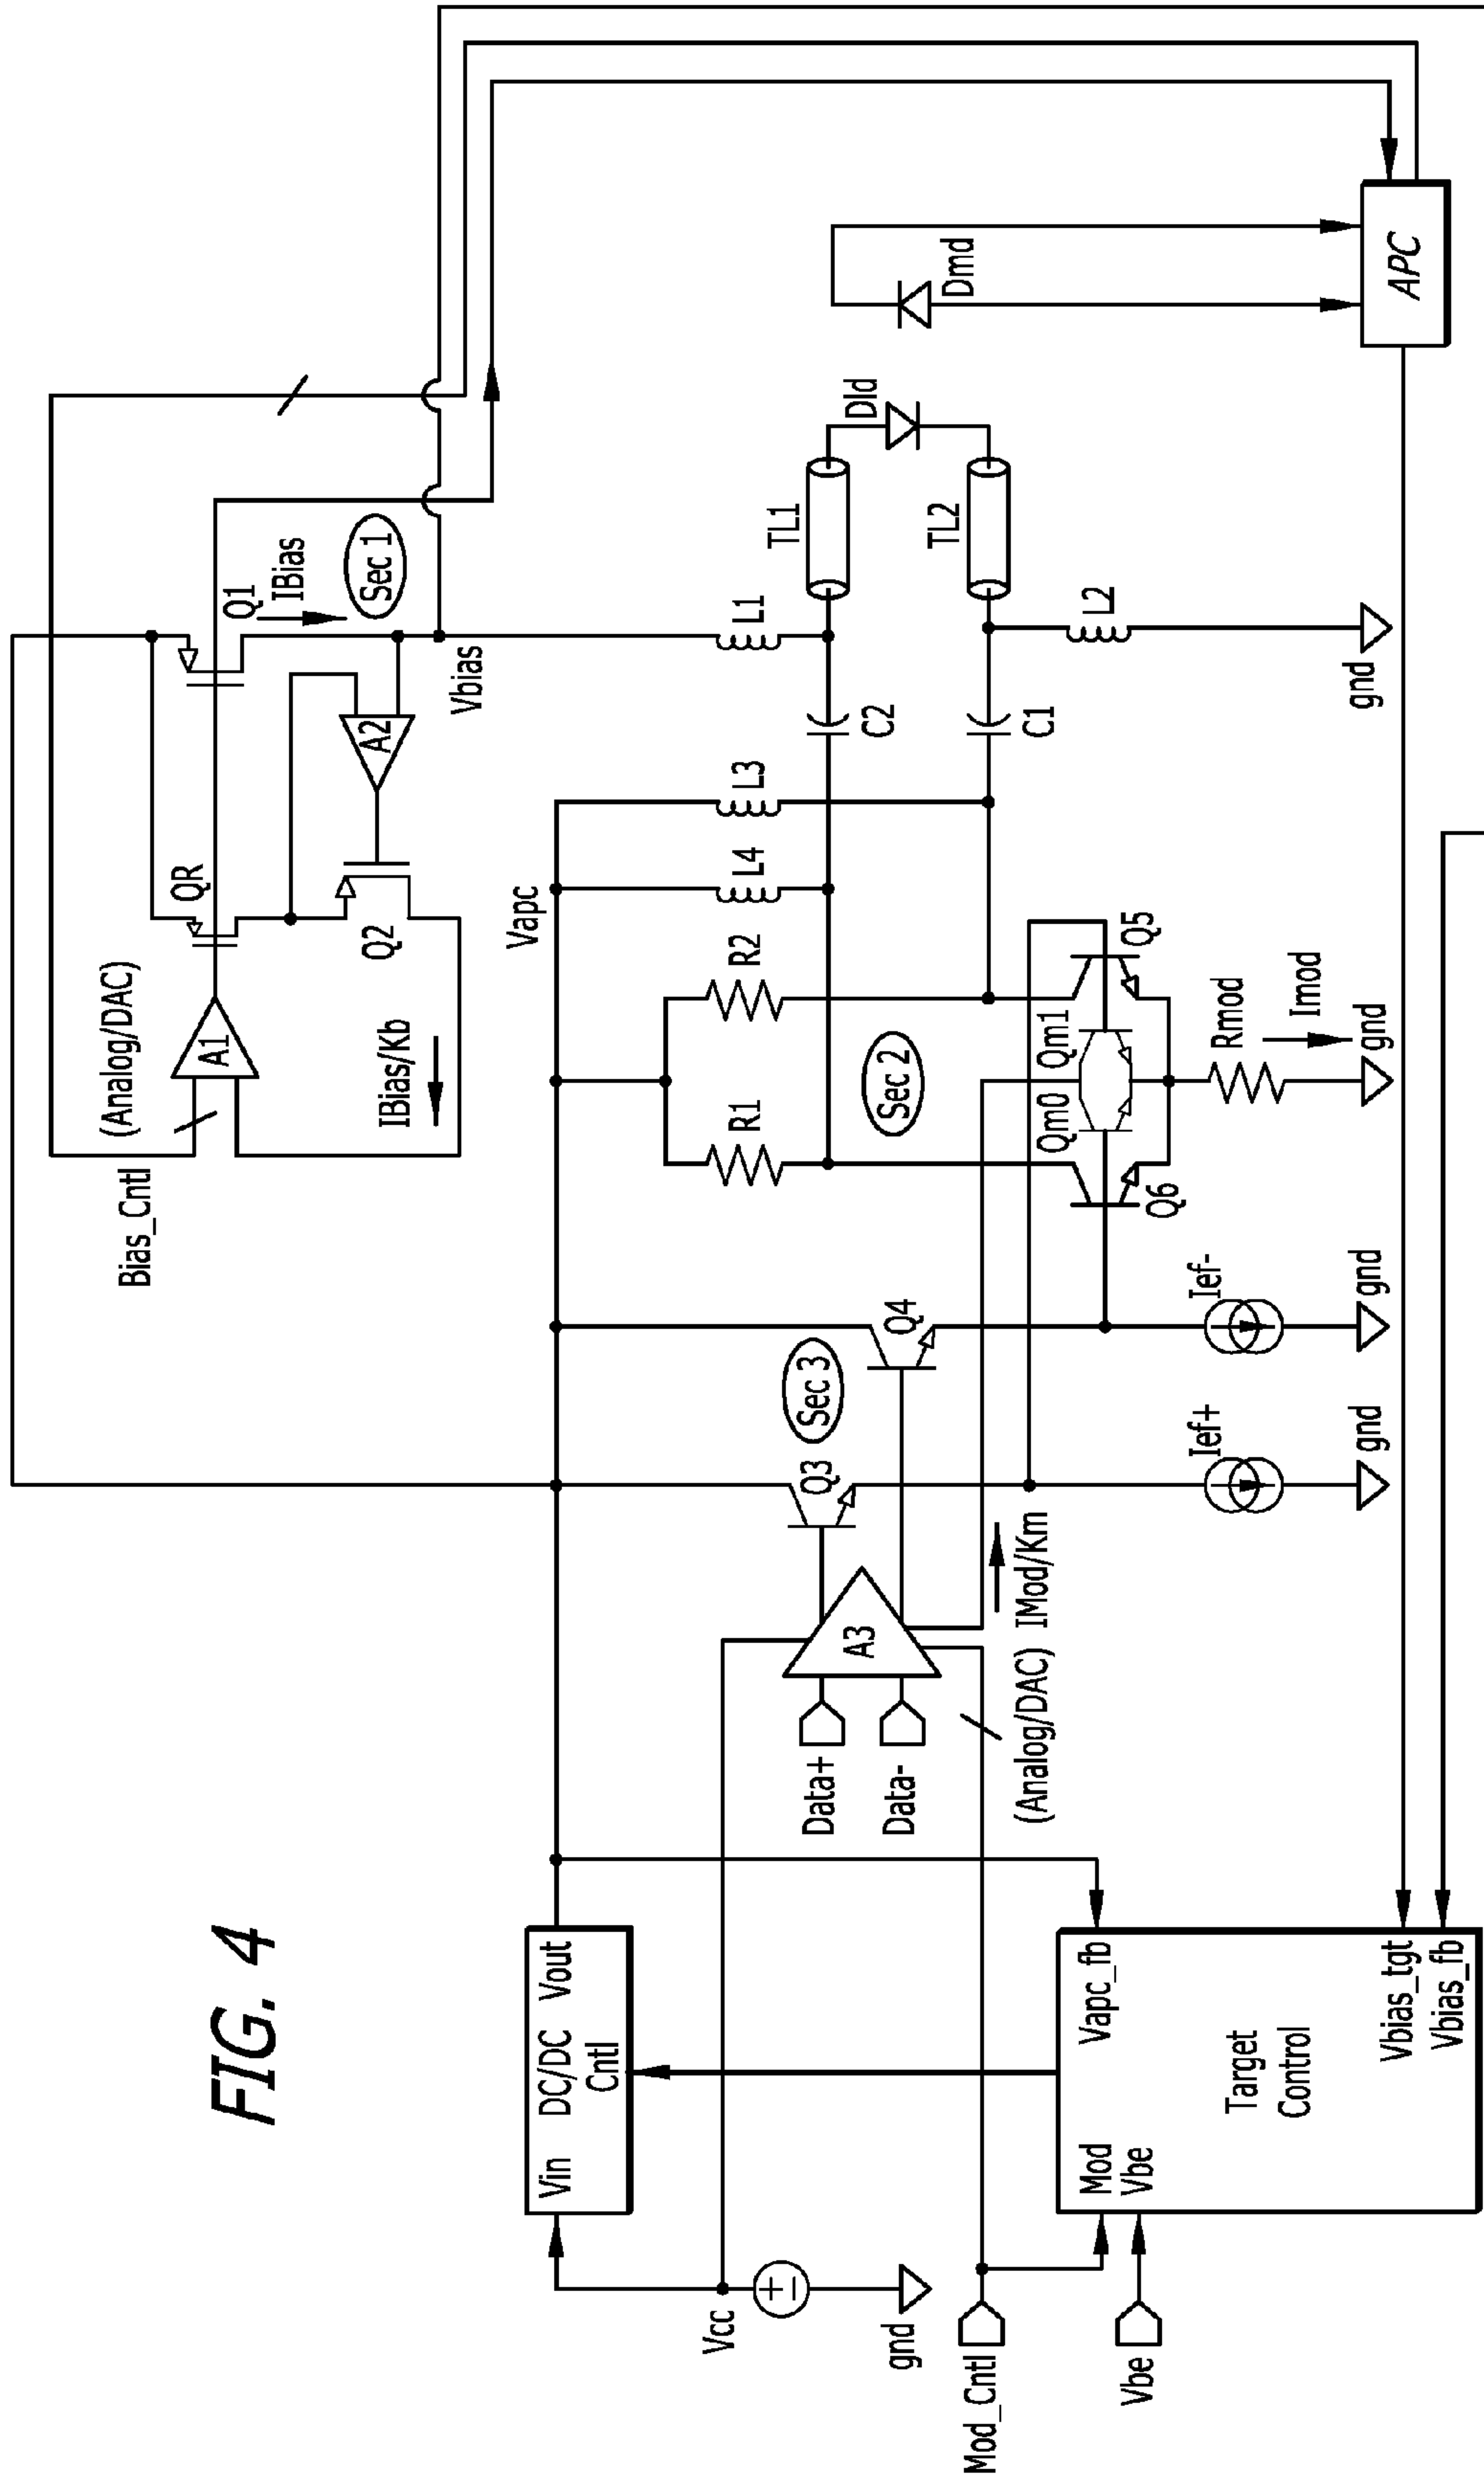 FIG. 4
Bias_Cntl
(Analog/DAC)
A1
IBias/Kb
QR
Q2
A2
Q1
IBias
Sec 1
Vbias
Vapc
Vin
DC/DC
Vout
Cntl
Vcc
gnd
Data+
Data-
A3
Q3
Sec 3
Q4
R1
R2
L4
L3
L1
C2
C1
TL1
TL2
Dld
Dmd
L2
gnd
Sec 2
Mod_Cntl
Vbe
(Analog/DAC)
IMod/Km
Ief+
gnd
Ief-
gnd
Q6
Qm0
Qm1
Q5
Rmod
Imod
gnd
APC
Mod
Vbe
Target
Control
Vapc_fb
Vbias_tgt
Vbias_fb